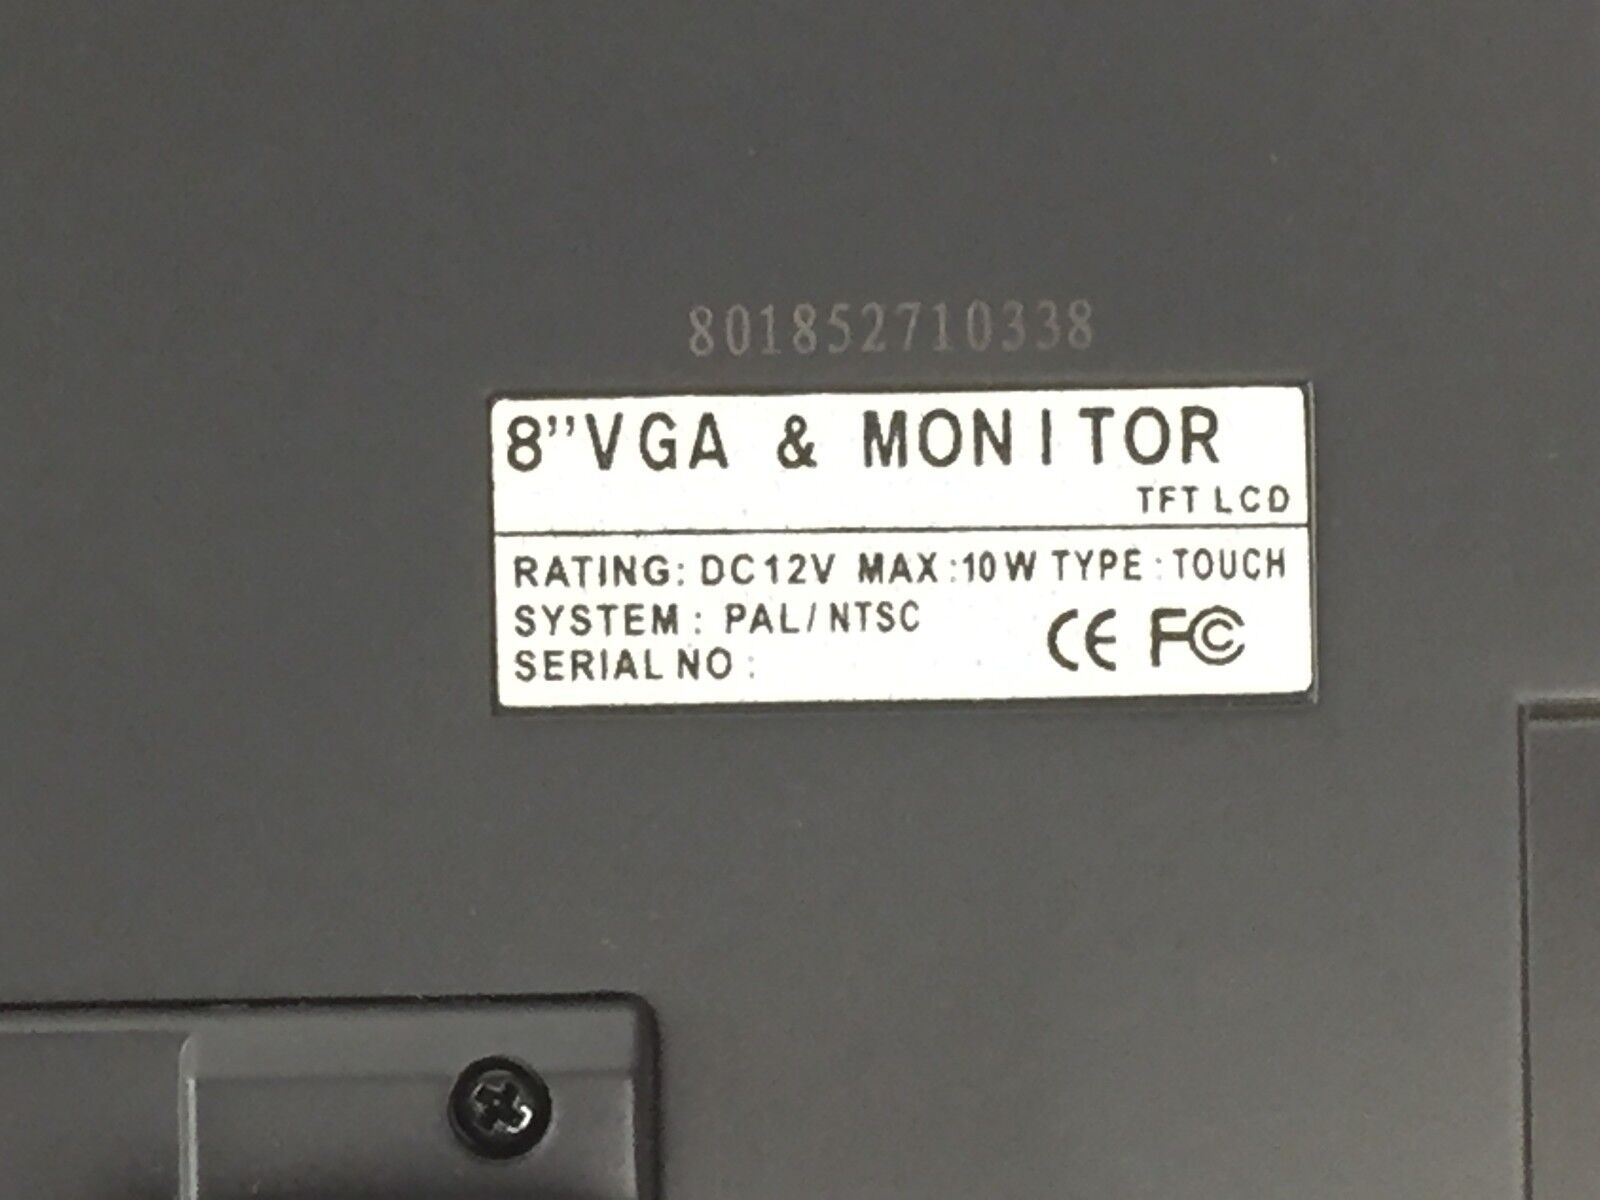 801852710338
8"VGA & MONITOR
TFT LCD
RATING: DC12V MAX:10W TYPE:TOUCH
SYSTEM: PAL/NTSC
SERIAL NO:
CE FC